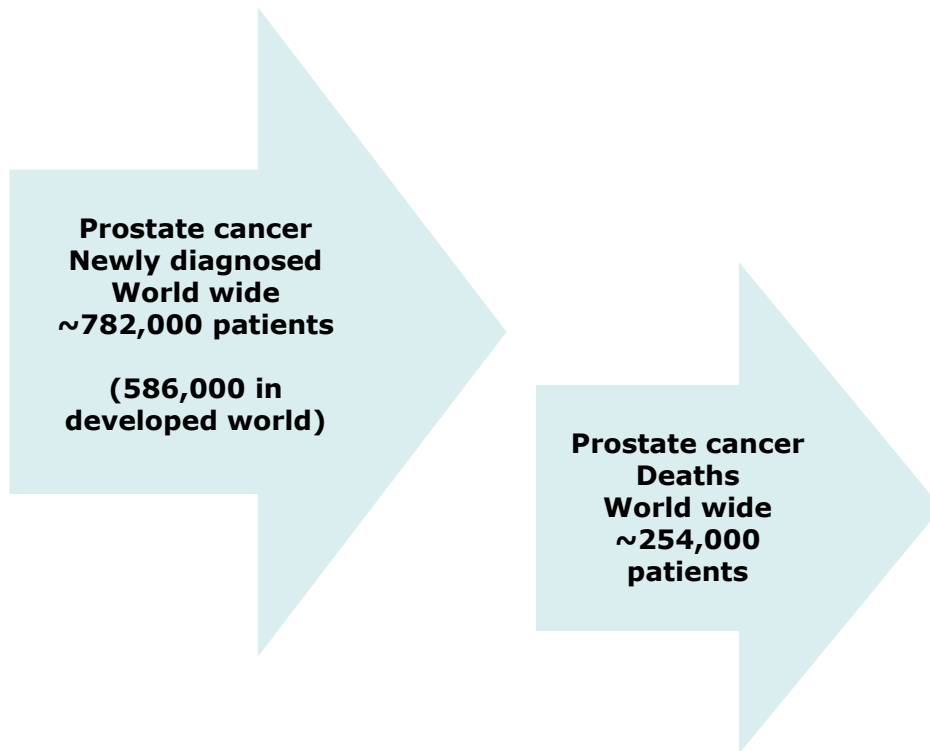 Prostate cancer
Newly diagnosed
World wide
~782,000 patients
(586,000 in
developed world)
Prostate cancer
Deaths
World wide
~254,000
patients